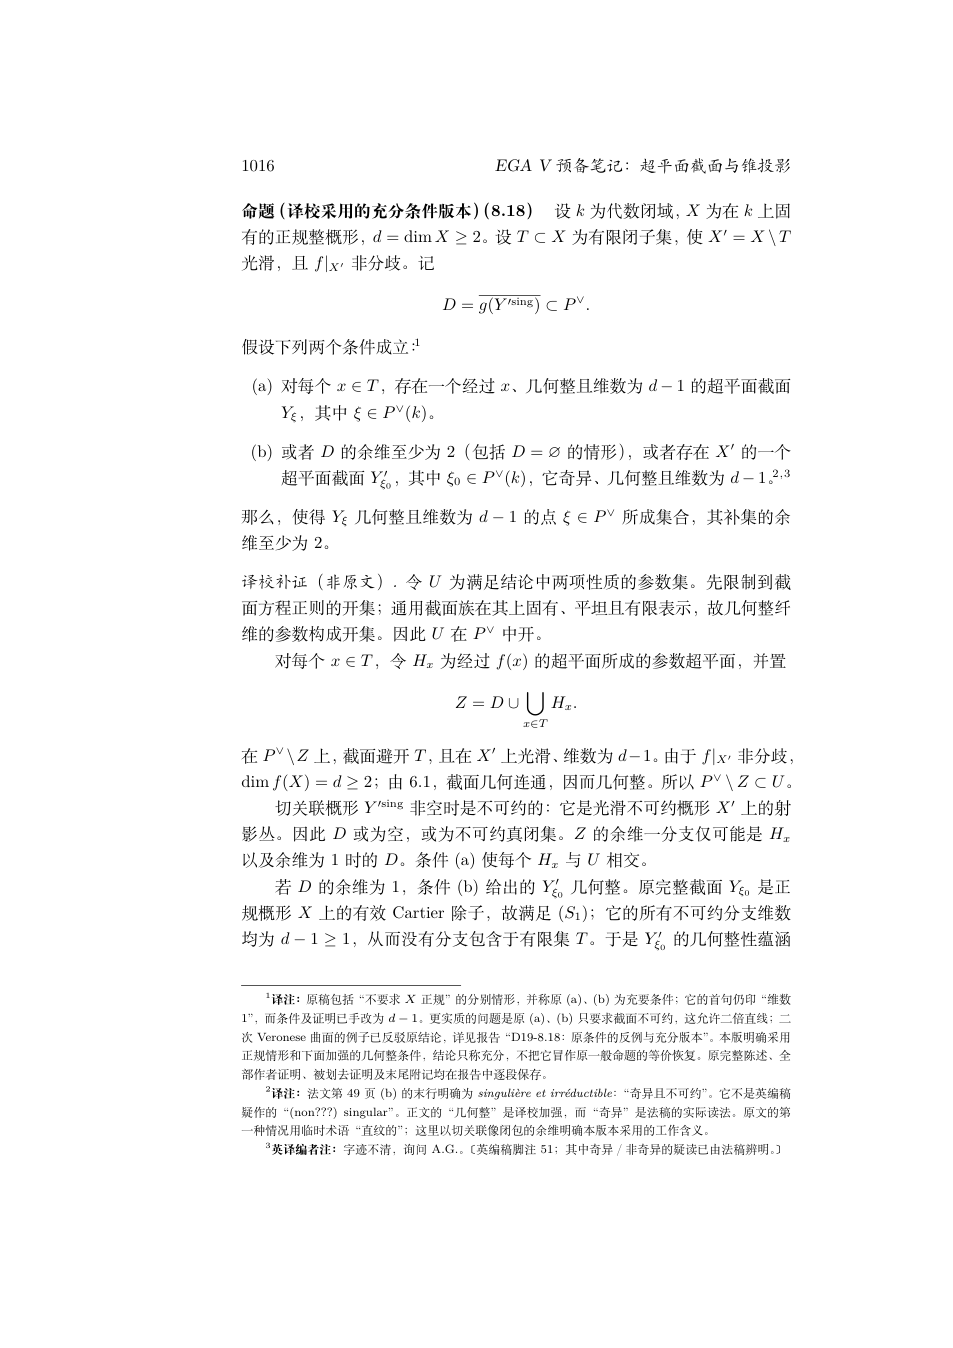 1016 EGA V 预备笔记：超平面截面与锥投影
命题 (译校采用的充分条件版本) (8.18) 设 k 为代数闭域, X 为在 k 上固
有的正规整概形, d = dim X ≥ 2。设 T ⊂ X 为有限闭子集, 使 X′ = X \ T
光滑, 且 f|X′ 非分歧。记
D = \overline{g(Y′^{sing})} ⊂ P^∨.
假设下列两个条件成立:¹
(a) 对每个 x ∈ T, 存在一个经过 x、几何整且维数为 d − 1 的超平面截面
Y_ξ, 其中 ξ ∈ P^∨(k)。
(b) 或者 D 的余维至少为 2（包括 D = ∅ 的情形）, 或者存在 X′ 的一个
超平面截面 Y′_{ξ₀}, 其中 ξ₀ ∈ P^∨(k), 它奇异、几何整且维数为 d − 1。²,³
那么, 使得 Y_ξ 几何整且维数为 d − 1 的点 ξ ∈ P^∨ 所成集合, 其补集的余
维至少为 2。
译校补证（非原文）. 令 U 为满足结论中两项性质的参数集。先限制到截
面方程正则的开集；通用截面族在其上固有、平坦且有限表示, 故几何整纤
维的参数构成开集。因此 U 在 P^∨ 中开。
对每个 x ∈ T, 令 H_x 为经过 f(x) 的超平面所成的参数超平面, 并置
Z = D ∪ ⋃_{x∈T} H_x.
在 P^∨ \ Z 上, 截面避开 T, 且在 X′ 上光滑、维数为 d−1。由于 f|X′ 非分歧,
dim f(X) = d ≥ 2；由 6.1, 截面几何连通, 因而几何整。所以 P^∨ \ Z ⊂ U。
切关联概形 Y′^{sing} 非空时是不可约的：它是光滑不可约概形 X′ 上的射
影丛。因此 D 或为空, 或为不可约真闭集。Z 的余维一分支仅可能是 H_x
以及余维为 1 时的 D。条件 (a) 使每个 H_x 与 U 相交。
若 D 的余维为 1, 条件 (b) 给出的 Y′_{ξ₀} 几何整。原完整截面 Y_{ξ₀} 是正
规概形 X 上的有效 Cartier 除子, 故满足 (S₁)；它的所有不可约分支维数
均为 d − 1 ≥ 1, 从而没有分支包含于有限集 T。于是 Y′_{ξ₀} 的几何整性蕴涵
¹译注：原稿包括 “不要求 X 正规” 的分别情形, 并称原 (a)、(b) 为充要条件；它的首句仍印 “维数
1”, 而条件及证明已手改为 d − 1。更实质的问题是原 (a)、(b) 只要求截面不可约, 这允许二倍直线；二
次 Veronese 曲面的例子已反驳原结论, 详见报告 “D19-8.18：原条件的反例与充分版本”。本版明确采用
正规情形和下面加强的几何整条件, 结论只称充分, 不把它冒作原一般命题的等价恢复。原完整陈述、全
部作者证明、被划去证明及末尾附记均在报告中逐段保存。
²译注：法文第 49 页 (b) 的末行明确为 singulière et irréductible：“奇异且不可约”。它不是英编稿
疑作的 “(non???) singular”。正文的 “几何整” 是译校加强, 而 “奇异” 是法稿的实际读法。原文的第
一种情况用临时术语 “直纹的”；这里以切关联像闭包的余维明确本版本采用的工作含义。
³英译编者注：字迹不清, 询问 A.G.。〔英编稿脚注 51；其中奇异 / 非奇异的疑读已由法稿辨明。〕